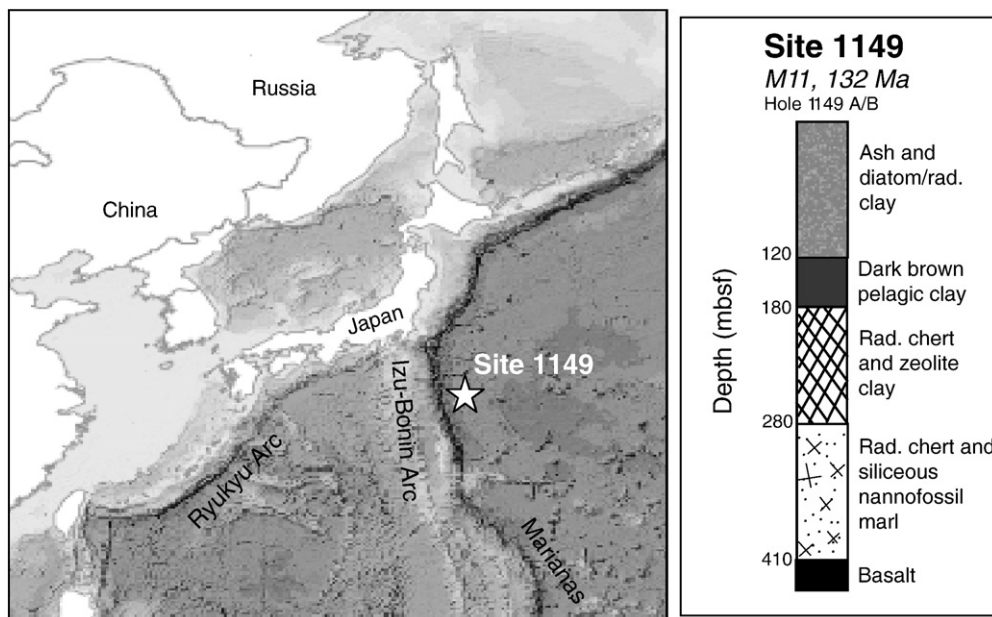 Russia
China
Japan
Site 1149
Izu-Bonin Arc
Ryukyu Arc
Marianas
Site 1149
M11, 132 Ma
Hole 1149 A/B
Depth (mbsf)
Ash and
diatom/rad.
clay
120
Dark brown
pelagic clay
180
Rad. chert
and zeolite
clay
280
Rad. chert and
siliceous
nannofossil
marl
410
Basalt